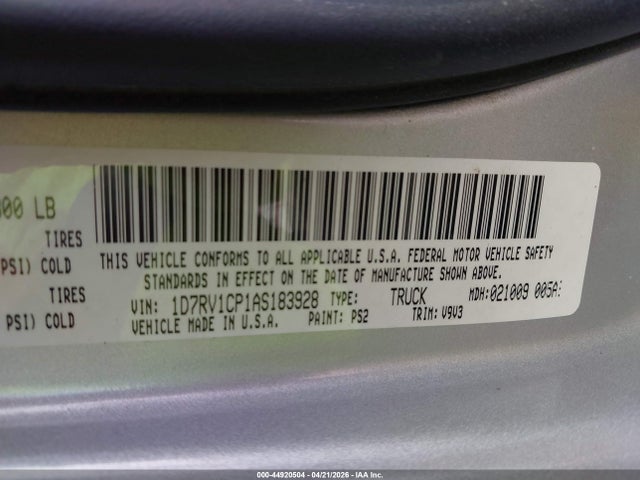 800 LB
TIRES
PSI) COLD
TIRES
PSI) COLD
THIS VEHICLE CONFORMS TO ALL APPLICABLE U.S.A. FEDERAL MOTOR VEHICLE SAFETY
STANDARDS IN EFFECT ON THE DATE OF MANUFACTURE SHOWN ABOVE.
VIN: 1D7RV1CP1AS183928 TYPE: TRUCK MDH:021009 005A
VEHICLE MADE IN U.S.A. PAINT: PS2 TRIM: V9V3
000-44920504 - 04/21/2026 - IAA Inc.